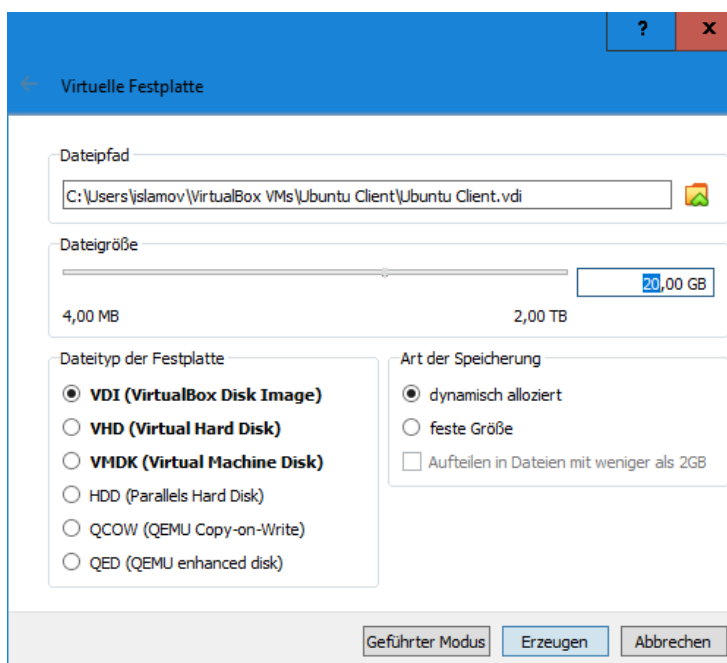 ?
x
Virtuelle Festplatte
Dateipfad
C:\Users\islamov\VirtualBox VMs\Ubuntu Client\Ubuntu Client.vdi
Dateigröße
20,00 GB
4,00 MB 2,00 TB
Dateityp der Festplatte
VDI (VirtualBox Disk Image)
VHD (Virtual Hard Disk)
VMDK (Virtual Machine Disk)
HDD (Parallels Hard Disk)
QCOW (QEMU Copy-on-Write)
QED (QEMU enhanced disk)
Art der Speicherung
dynamisch alloziert
feste Größe
Aufteilen in Dateien mit weniger als 2GB
Geführter Modus Erzeugen Abbrechen